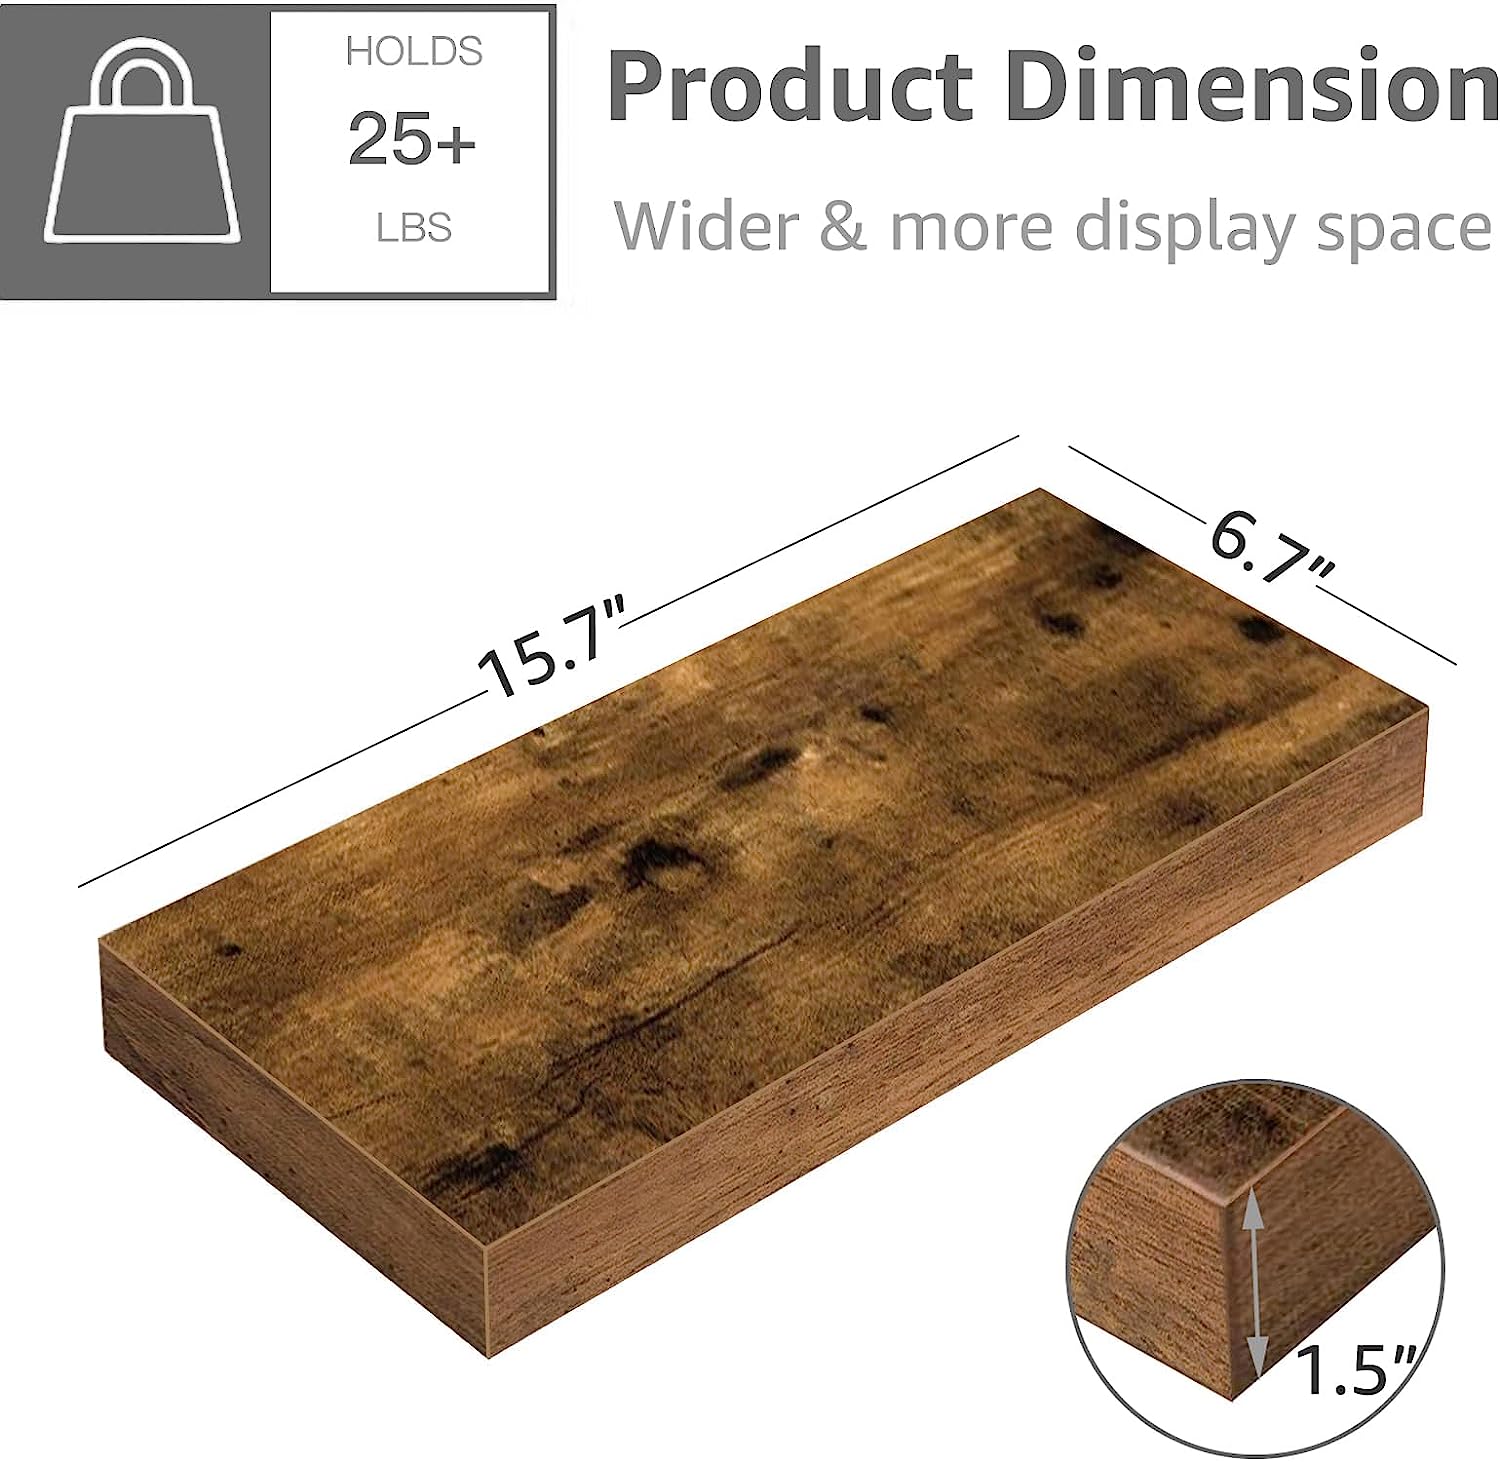 HOLDS
25+
LBS
Product Dimension
Wider & more display space
15.7"
6.7"
1.5"